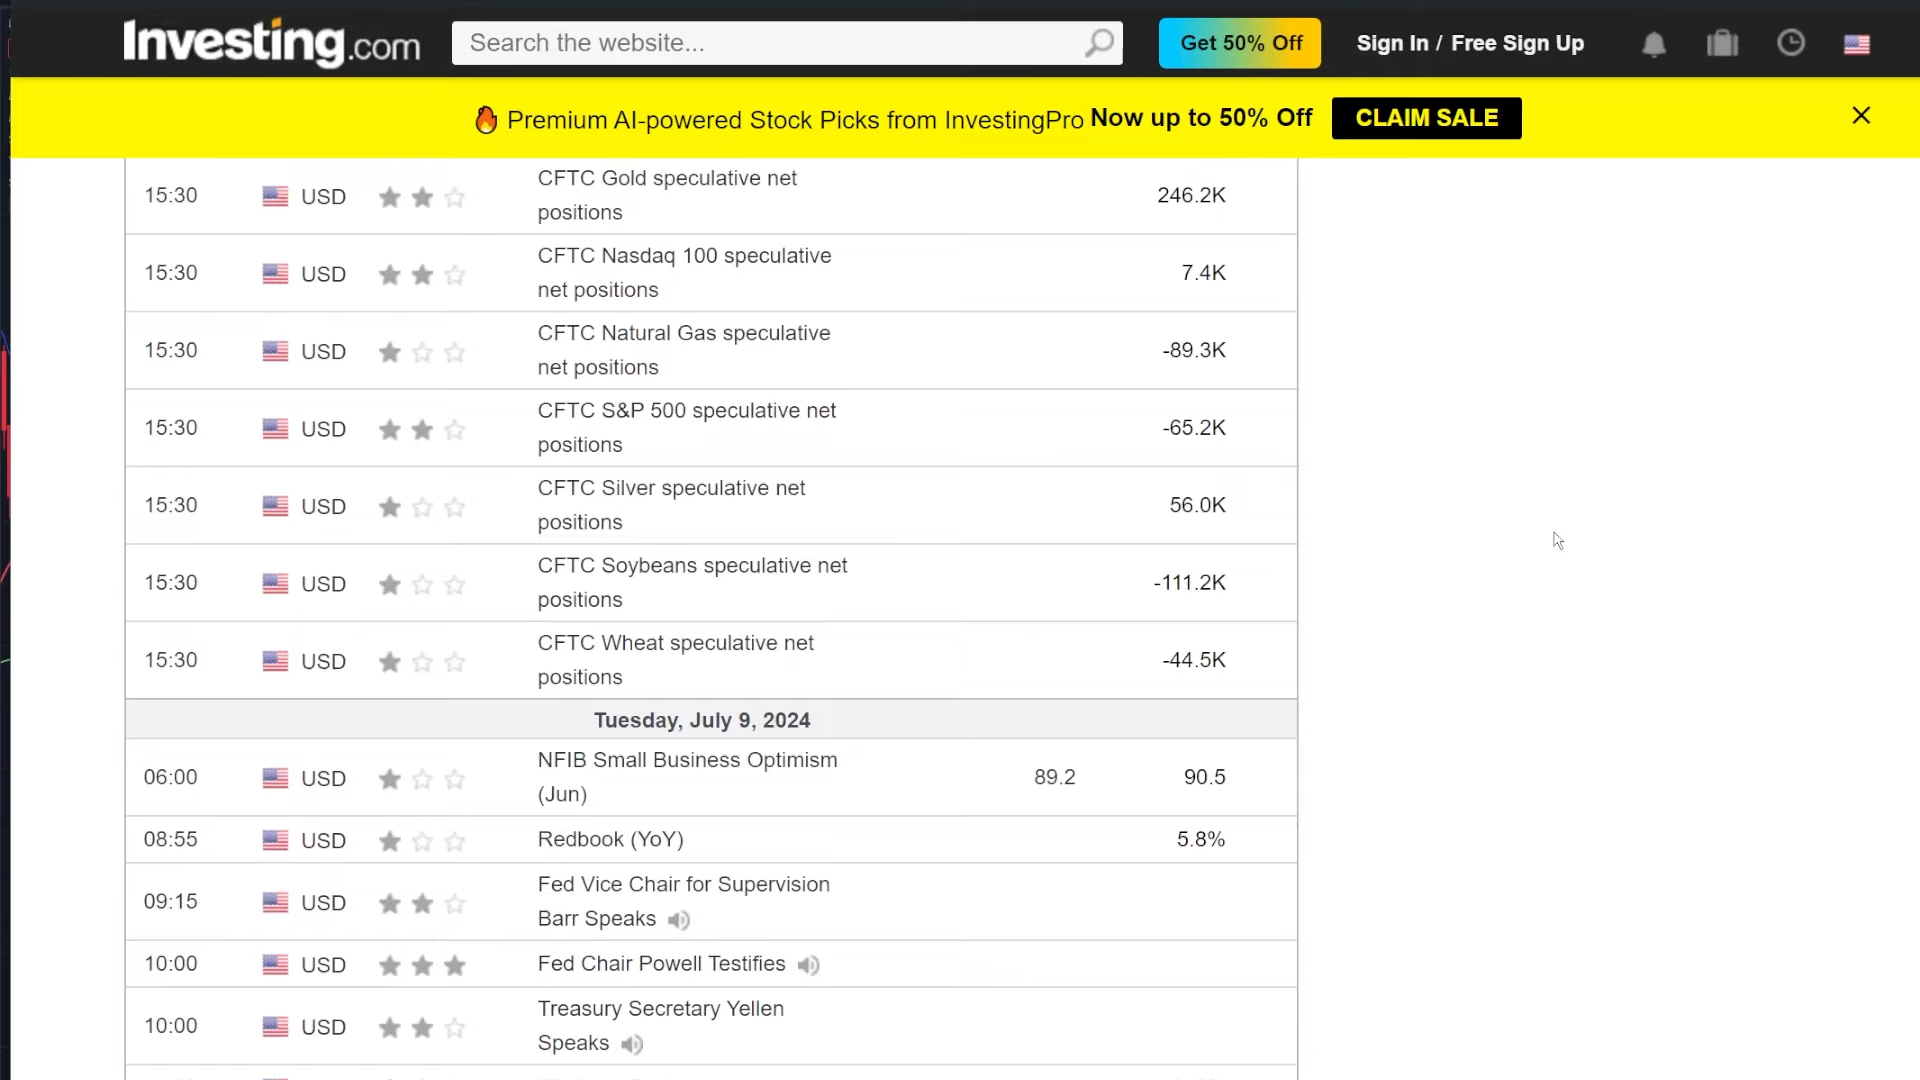 Investing.com
Search the website...
Get 50% Off
Sign In / Free Sign Up
Premium AI-powered Stock Picks from InvestingPro Now up to 50% Off
CLAIM SALE
15:30 USD CFTC Gold speculative net 246.2K
positions
15:30 USD CFTC Nasdaq 100 speculative 7.4K
net positions
15:30 USD CFTC Natural Gas speculative -89.3K
net positions
15:30 USD CFTC S&P 500 speculative net -65.2K
positions
15:30 USD CFTC Silver speculative net 56.0K
positions
15:30 USD CFTC Soybeans speculative net -111.2K
positions
15:30 USD CFTC Wheat speculative net -44.5K
positions
Tuesday, July 9, 2024
06:00 USD NFIB Small Business Optimism 89.2 90.5
(Jun)
08:55 USD Redbook (YoY) 5.8%
09:15 USD Fed Vice Chair for Supervision
Barr Speaks
10:00 USD Fed Chair Powell Testifies
10:00 USD Treasury Secretary Yellen
Speaks